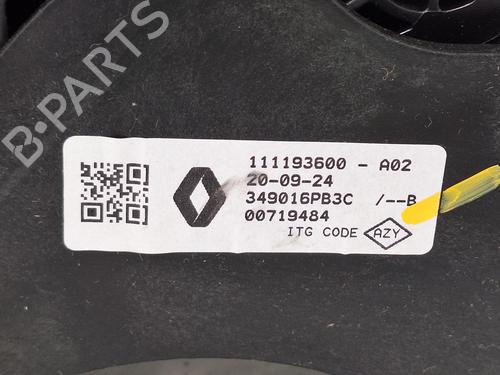 B-PARTS
111193600 - A02
20-09-24
349016PB3C /--B
00719484
ITG CODE AZY